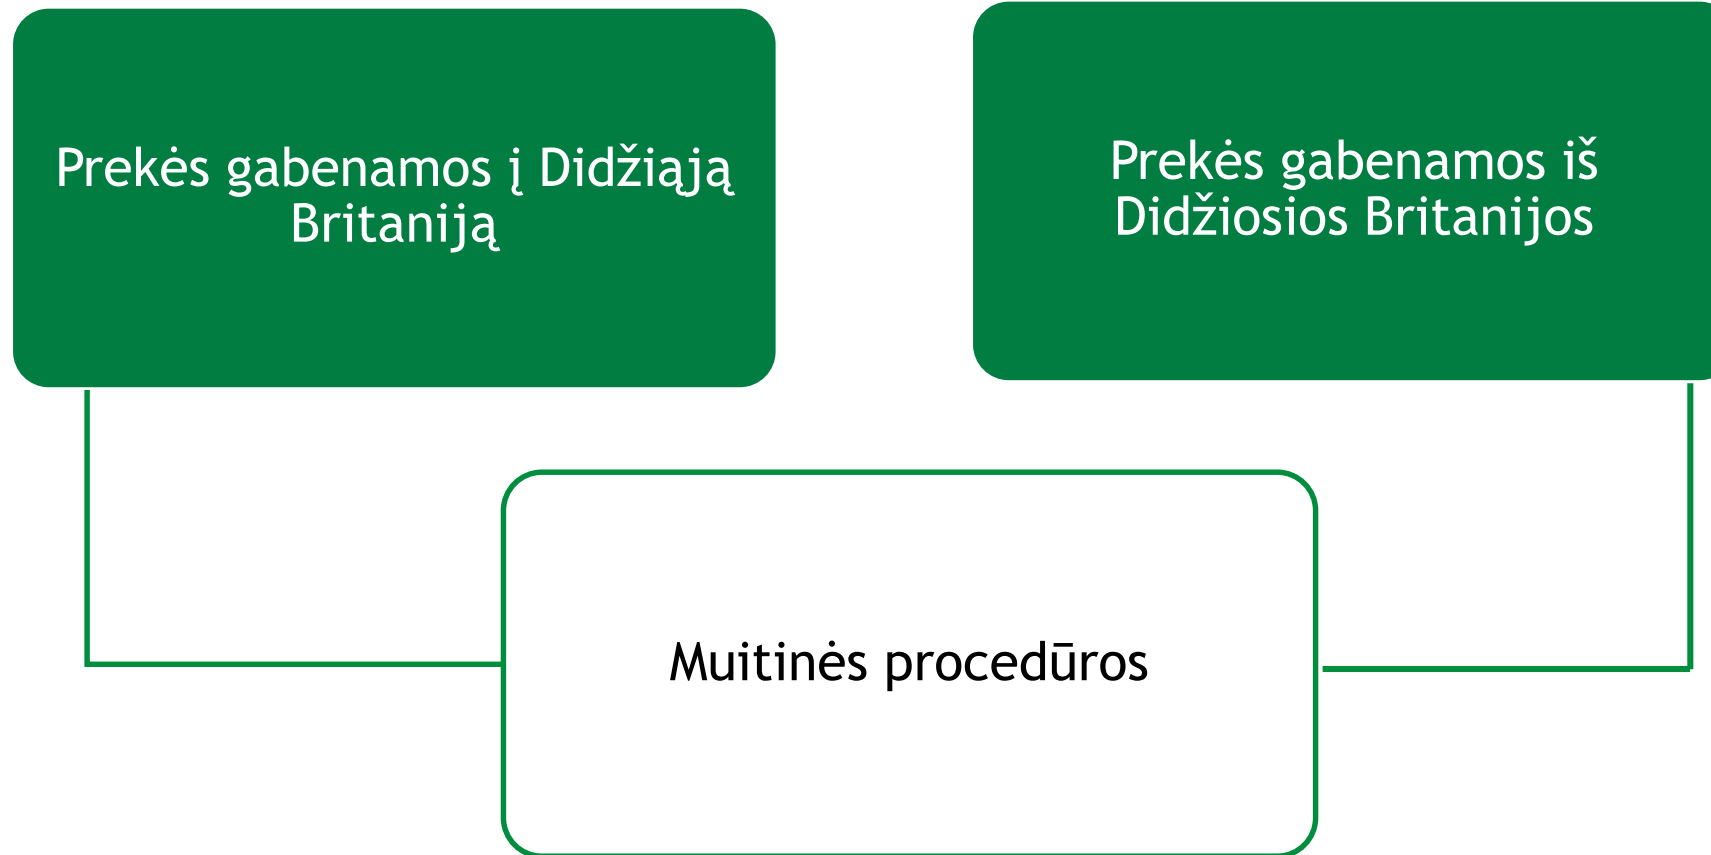 Prekės gabenamos į Didžiąją
Britaniją
Prekės gabenamos iš
Didžiosios Britanijos
Muitinės procedūros